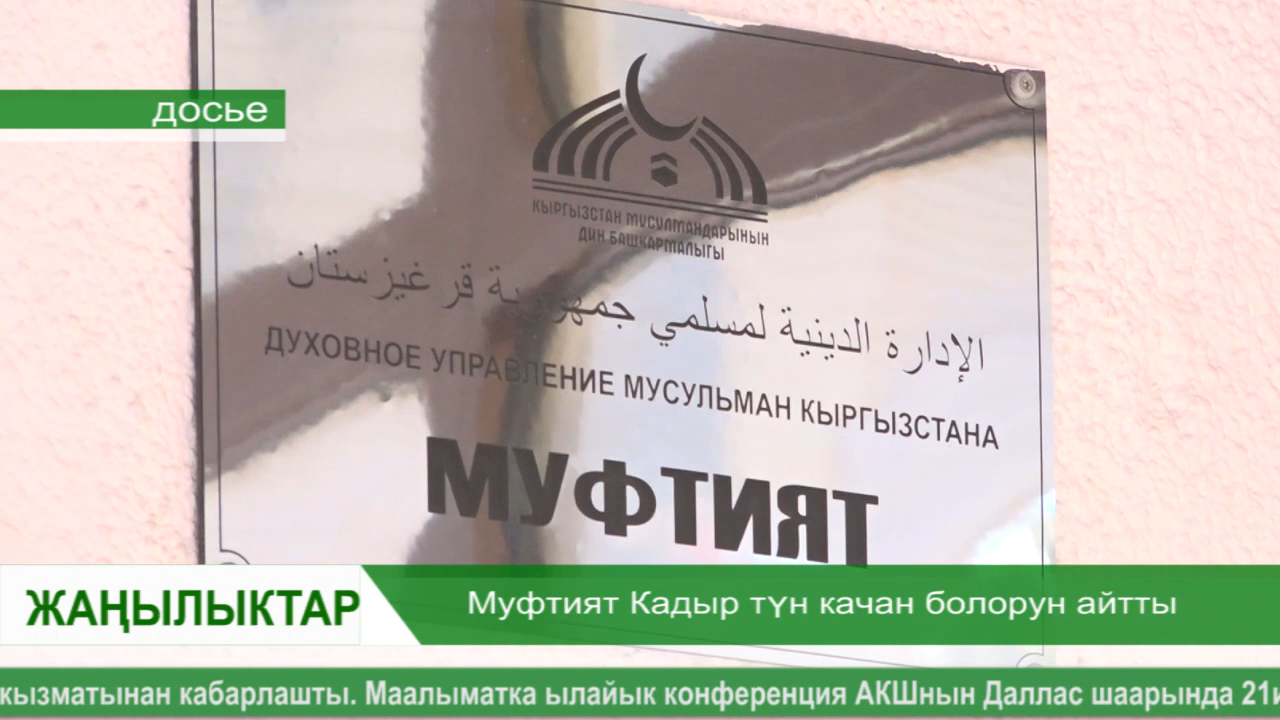 досье
КЫРГЫЗСТАН МУСУЛМАНДАРЫНЫН
ДИН БАШКАРМАЛЫГЫ
الإدارة الدينية لمسلمي جمهورية قرغيزستان
ДУХОВНОЕ УПРАВЛЕНИЕ МУСУЛЬМАН КЫРГЫЗСТАНА
МУФТИЯТ
ЖАҢЫЛЫКТАР
Муфтият Кадыр түн качан болорун айтты
кызматынан кабарлашты. Маалыматка ылайык конференция АКШнын Даллас шаарында 21и